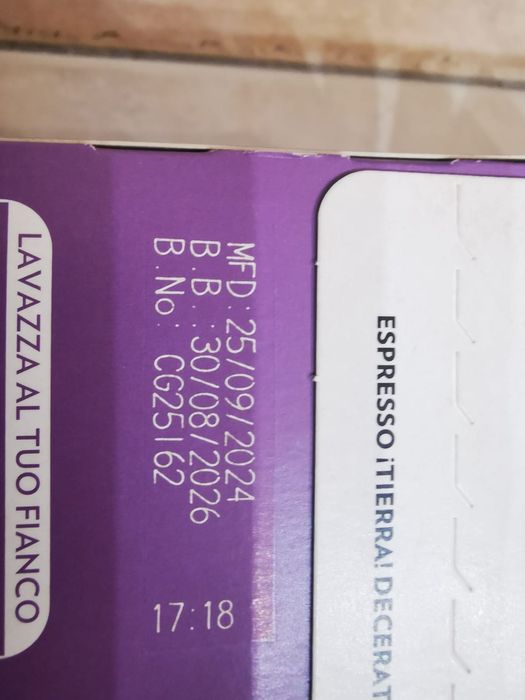 LAVAZZA AL TUO FIANCO
MFD:25/09/2024
B.B.:30/08/2026
B.No: CG25162
17:18
ESPRESSO ¡TIERRA! DECERAT